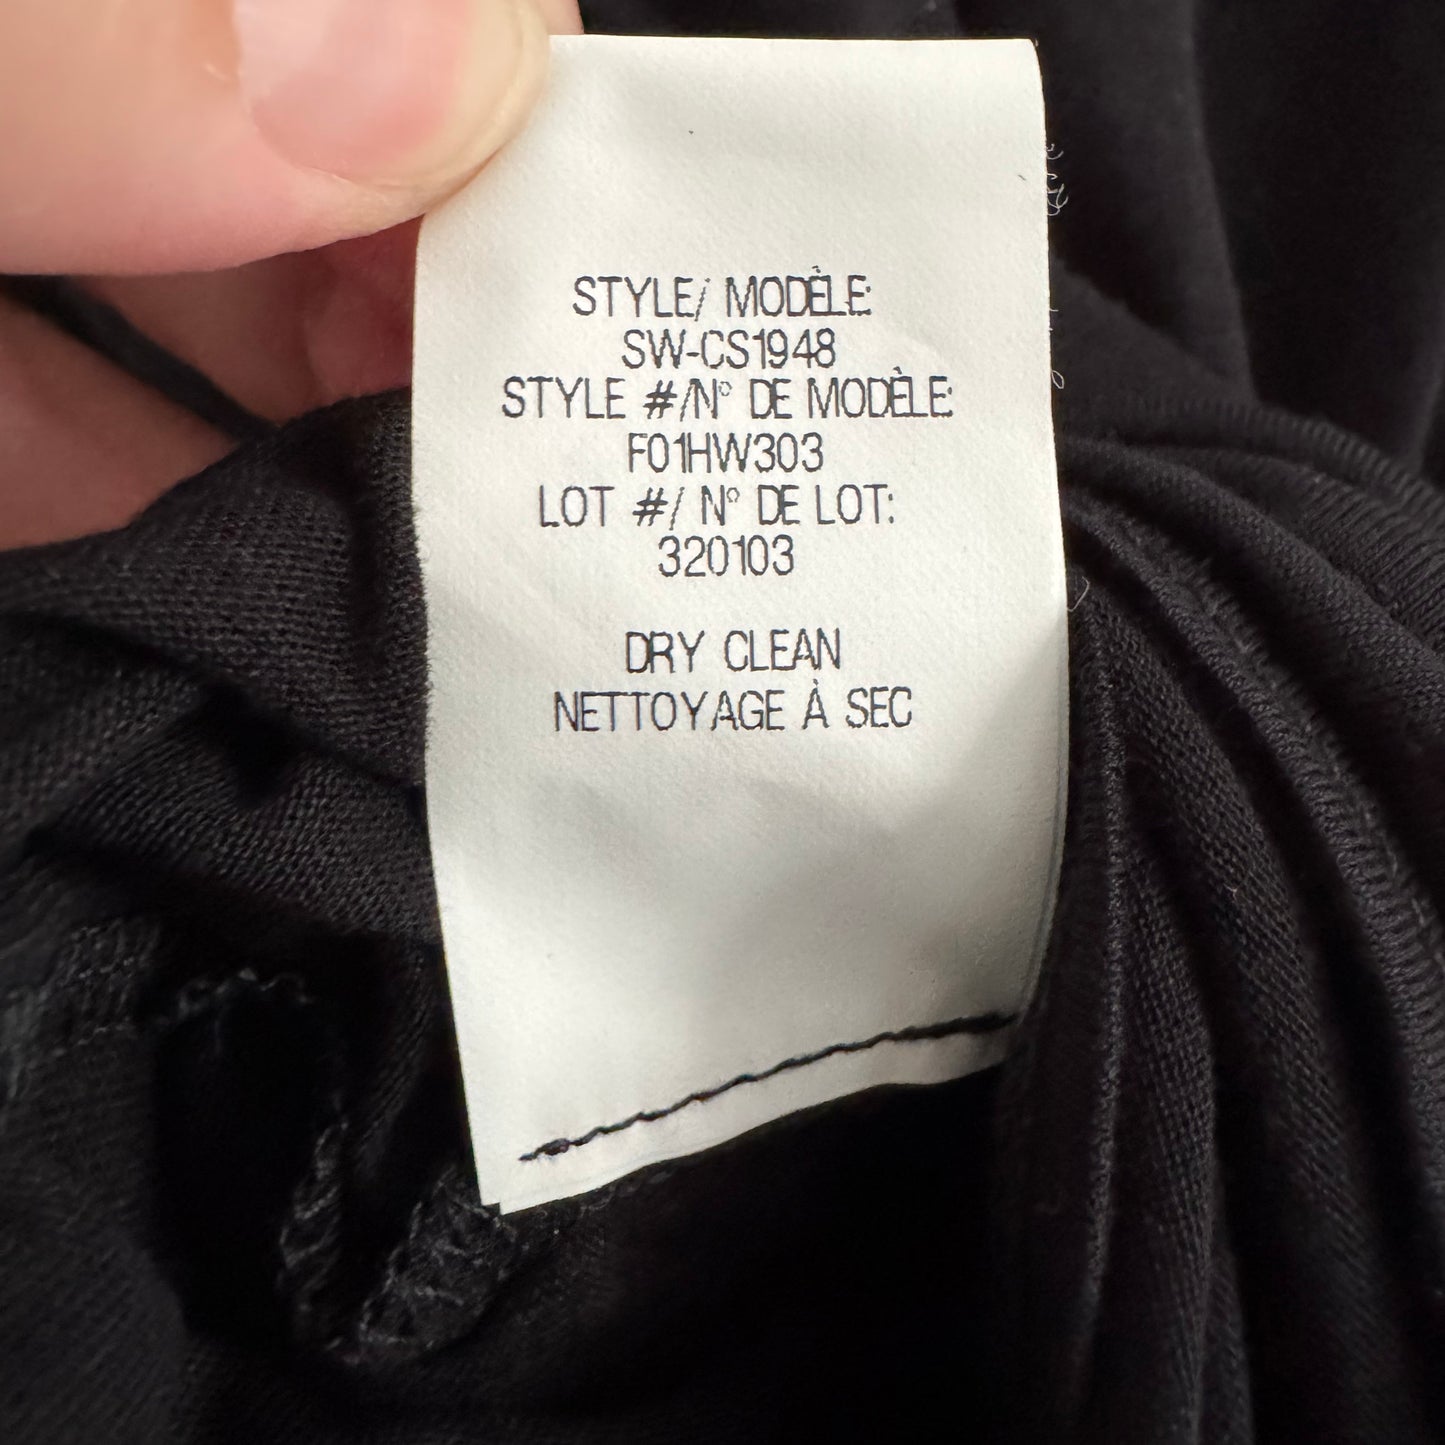 STYLE/ MODÈLE:
SW-CS1948
STYLE #/N° DE MODÈLE:
F01HW303
LOT #/ N° DE LOT:
320103
DRY CLEAN
NETTOYAGE À SEC